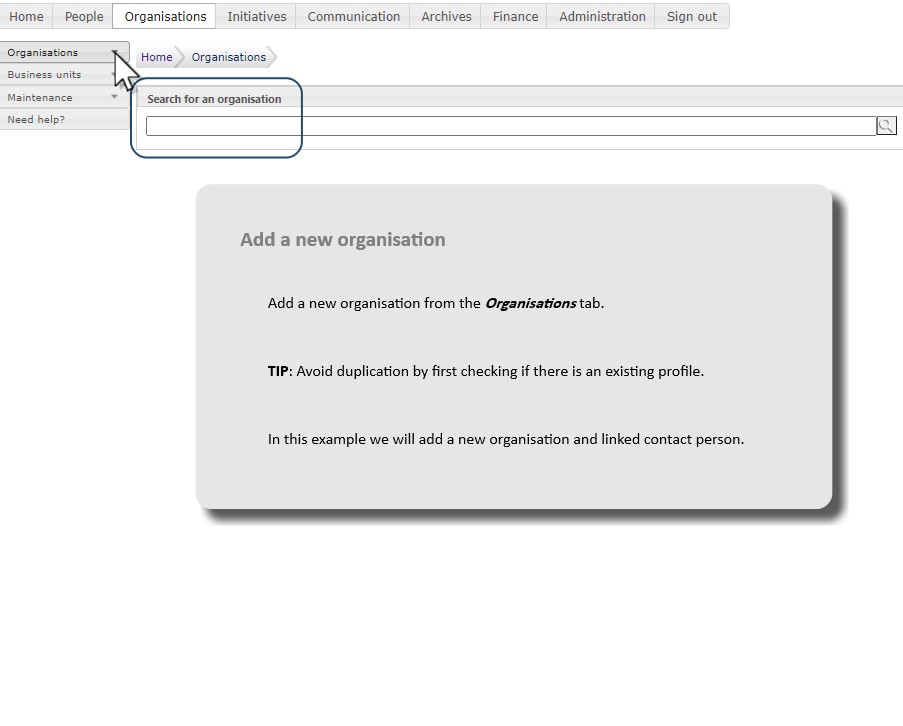 Home People Organisations Initiatives Communication Archives Finance Administration Sign out
Organisations
Business units
Maintenance
Need help?
Home Organisations
Search for an organisation
Add a new organisation
Add a new organisation from the Organisations tab.
TIP: Avoid duplication by first checking if there is an existing profile.
In this example we will add a new organisation and linked contact person.